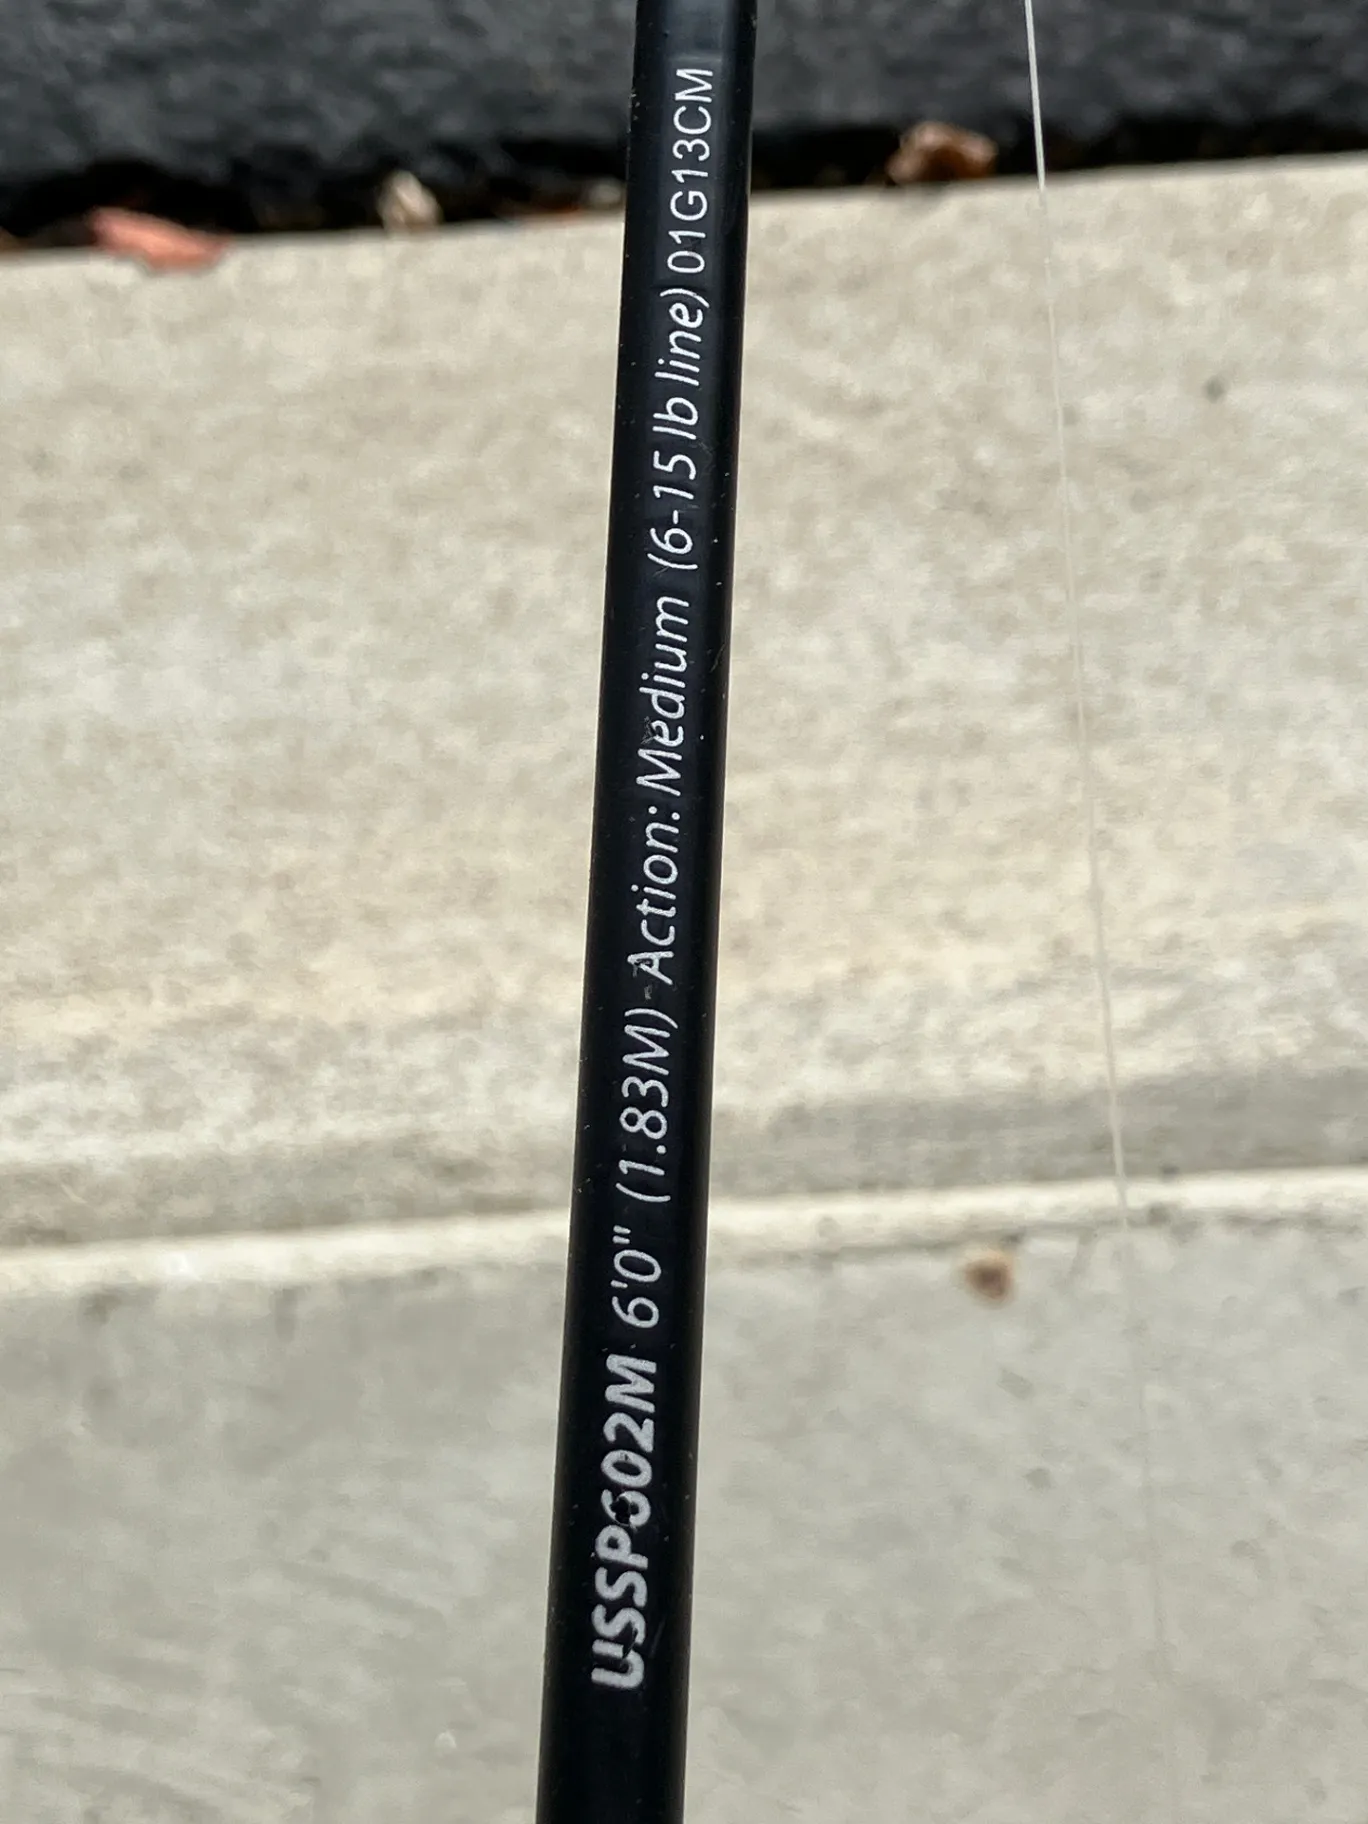 USSP602M 6'0" (1.83M)-Action: Medium (6-15 lb line) 01G13CM